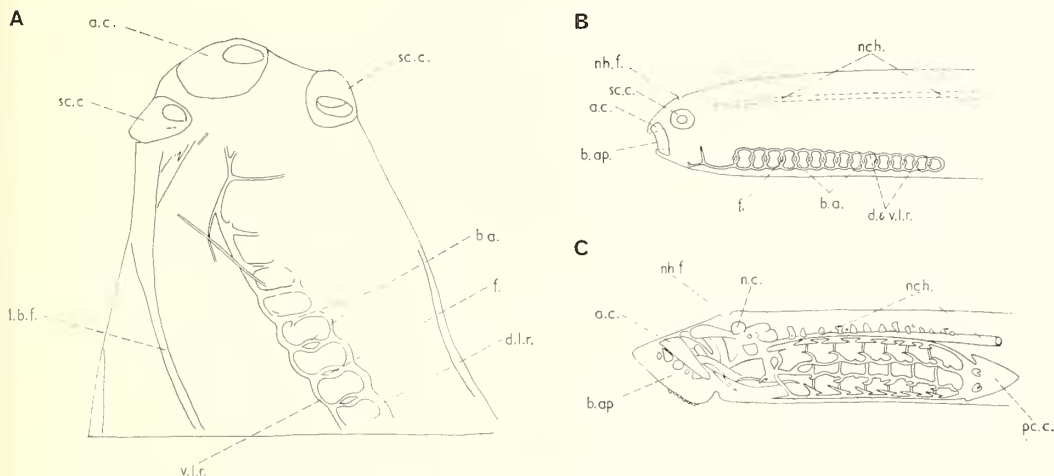 A
a.c.
sc.c.
sc.c
b a.
f.
l.b.f.
d.l.r.
v.l.r.
B
nch.
nh.f.
sc.c.
a.c.
b.ap.
f.
b.a.
d.& v.l.r.
C
nh f
n.c.
nch.
a.c.
b.ap
pc.c.